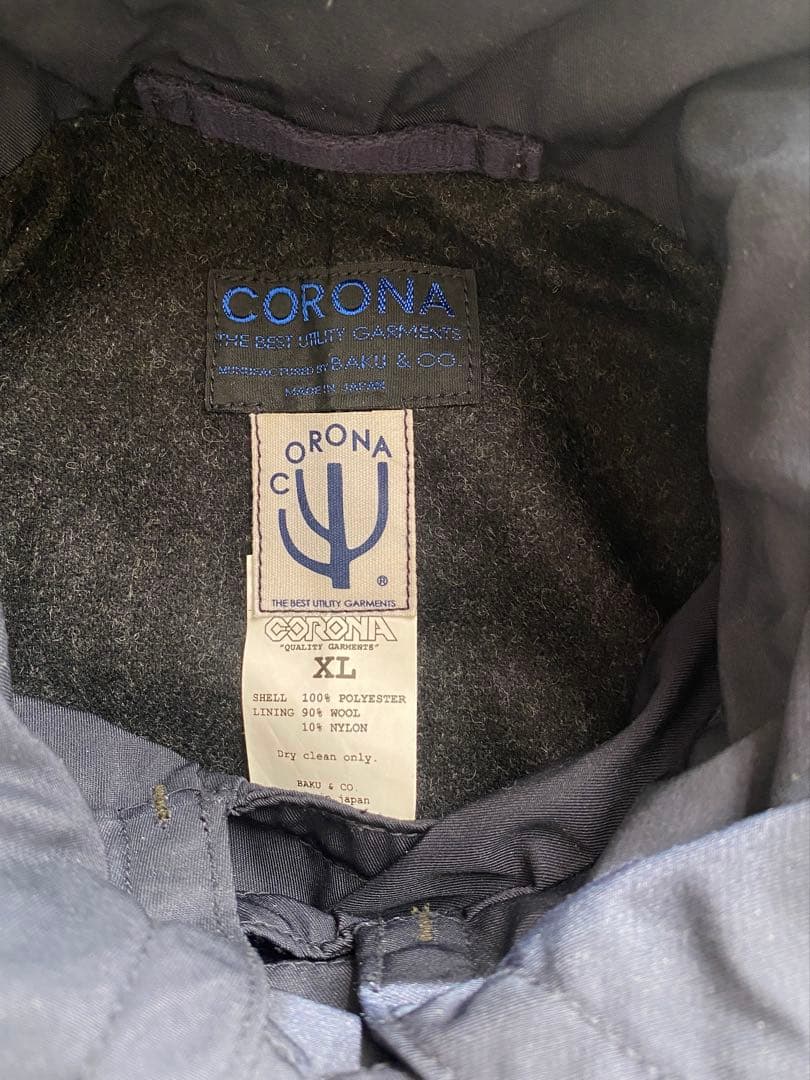 CORONA
THE BEST UTILITY GARMENTS
MUNUFACTURED BY BAKU & CO.
MADE IN JAPAN
CORONA
®
THE BEST UTILITY GARMENTS
CORONA
"QUALITY GARMENTS"
XL
SHELL 100% POLYESTER
LINING 90% WOOL
10% NYLON
Dry clean only.
BAKU & CO.
japan